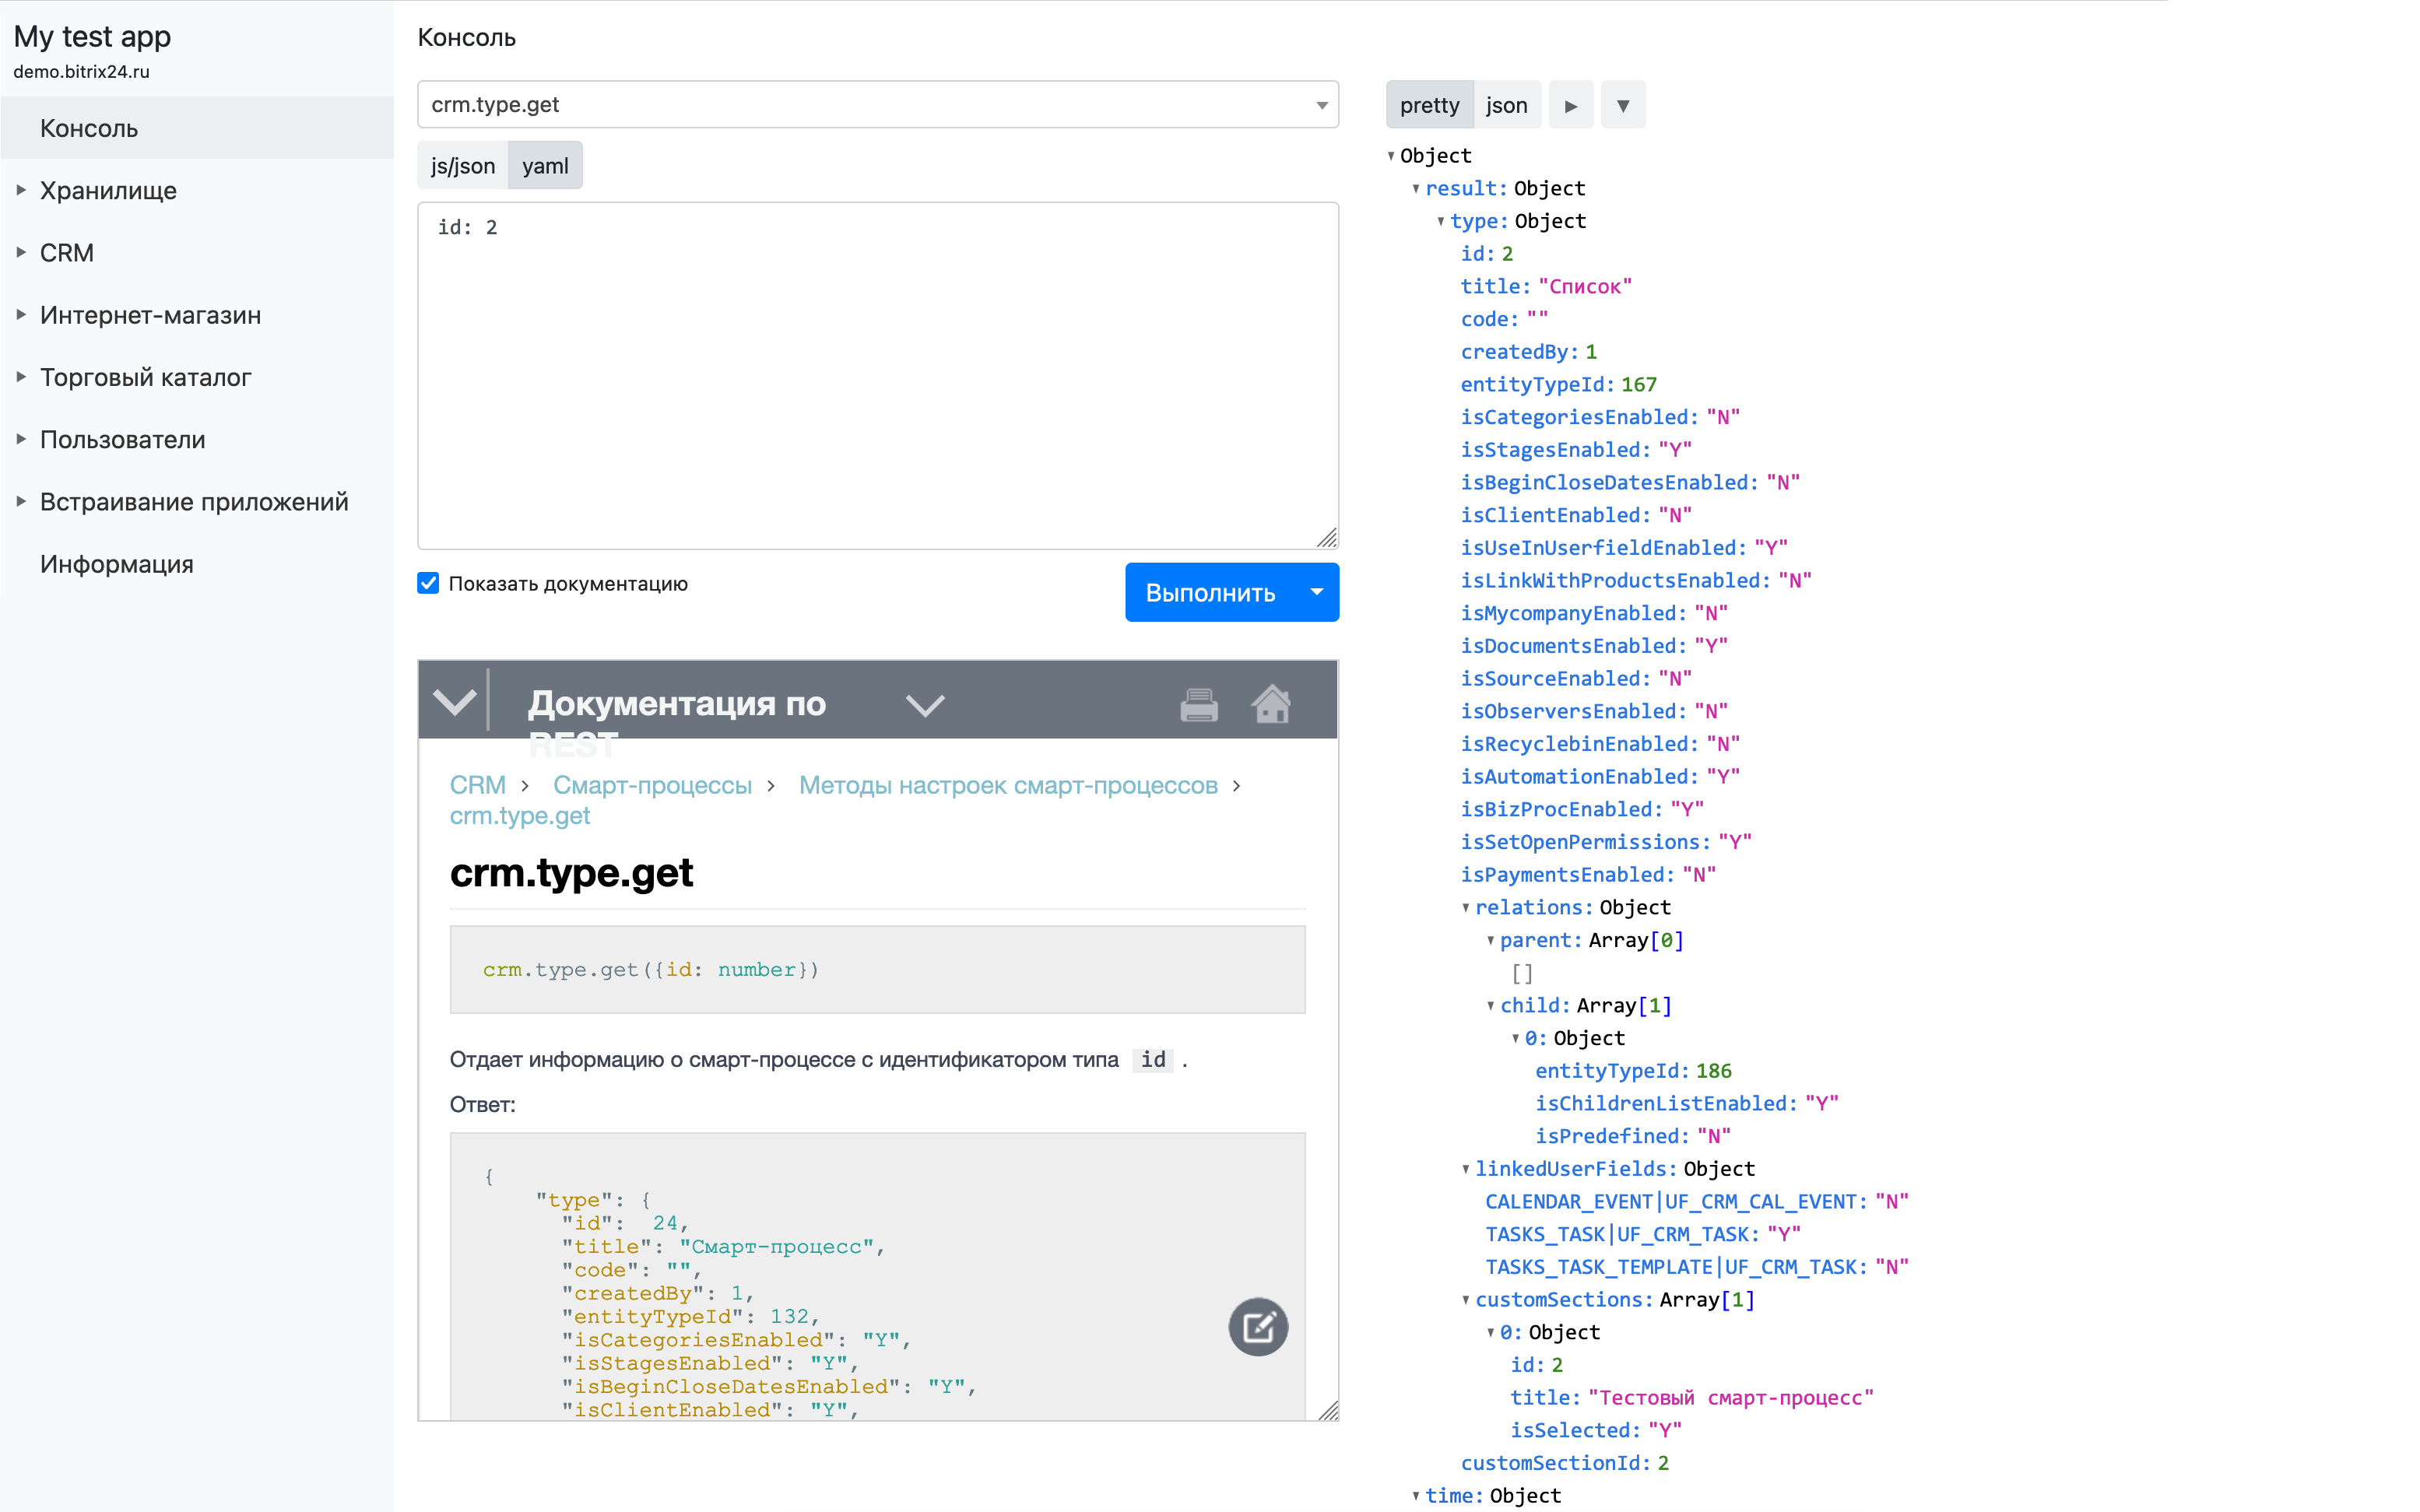 My test app
demo.bitrix24.ru
Консоль
Хранилище
CRM
Интернет-магазин
Торговый каталог
Пользователи
Встраивание приложений
Информация
Консоль
crm.type.get
js/json yaml
id: 2
Показать документацию
Выполнить
Документация по
REST
CRM › Смарт-процессы › Методы настроек смарт-процессов ›
crm.type.get
crm.type.get
crm.type.get({id: number})
Отдает информацию о смарт-процессе с идентификатором типа id .
Ответ:
{
"type": {
"id": 24,
"title": "Смарт-процесс",
"code": "",
"createdBy": 1,
"entityTypeId": 132,
"isCategoriesEnabled": "Y",
"isStagesEnabled": "Y",
"isBeginCloseDatesEnabled": "Y",
"isClientEnabled": "Y",
pretty json
Object
result: Object
type: Object
id: 2
title: "Список"
code: ""
createdBy: 1
entityTypeId: 167
isCategoriesEnabled: "N"
isStagesEnabled: "Y"
isBeginCloseDatesEnabled: "N"
isClientEnabled: "N"
isUseInUserfieldEnabled: "Y"
isLinkWithProductsEnabled: "N"
isMycompanyEnabled: "N"
isDocumentsEnabled: "Y"
isSourceEnabled: "N"
isObserversEnabled: "N"
isRecyclebinEnabled: "N"
isAutomationEnabled: "Y"
isBizProcEnabled: "Y"
isSetOpenPermissions: "Y"
isPaymentsEnabled: "N"
relations: Object
parent: Array[0]
[]
child: Array[1]
0: Object
entityTypeId: 186
isChildrenListEnabled: "Y"
isPredefined: "N"
linkedUserFields: Object
CALENDAR_EVENT|UF_CRM_CAL_EVENT: "N"
TASKS_TASK|UF_CRM_TASK: "Y"
TASKS_TASK_TEMPLATE|UF_CRM_TASK: "N"
customSections: Array[1]
0: Object
id: 2
title: "Тестовый смарт-процесс"
isSelected: "Y"
customSectionId: 2
time: Object